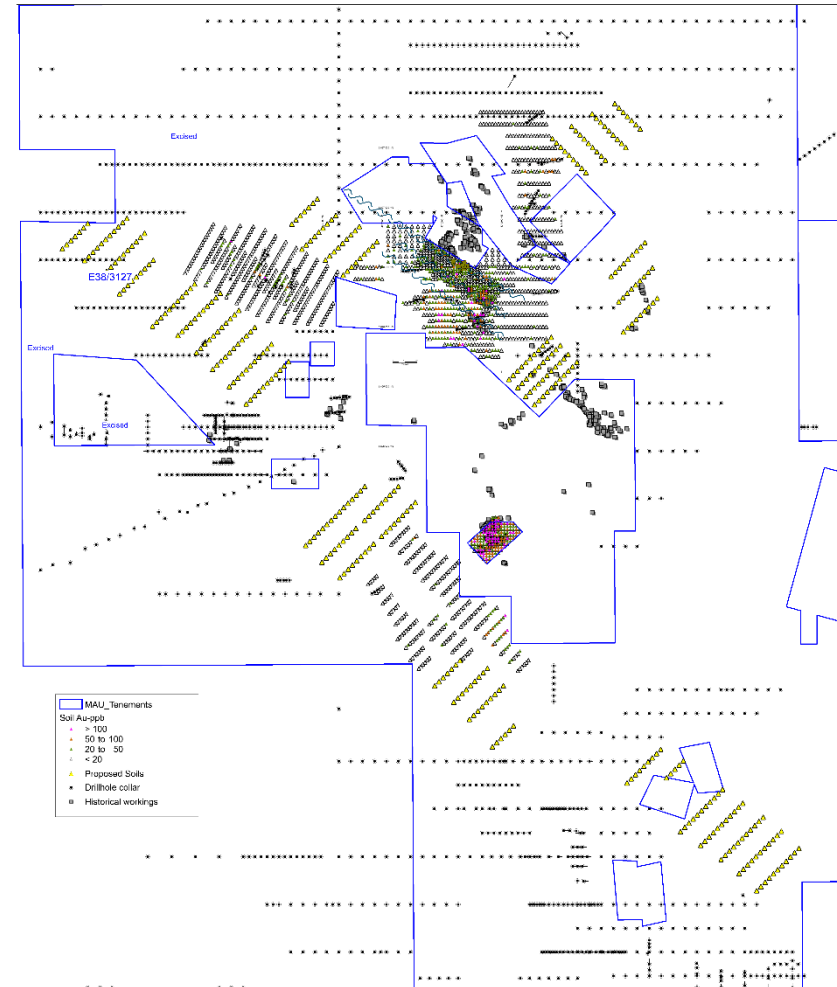 Excised
E38/3127
Excised
Excised
MAU_Tenements
Soil Au-ppb
> 100
50 to 100
20 to 50
< 20
Proposed Soils
Drillhole collar
Historical workings